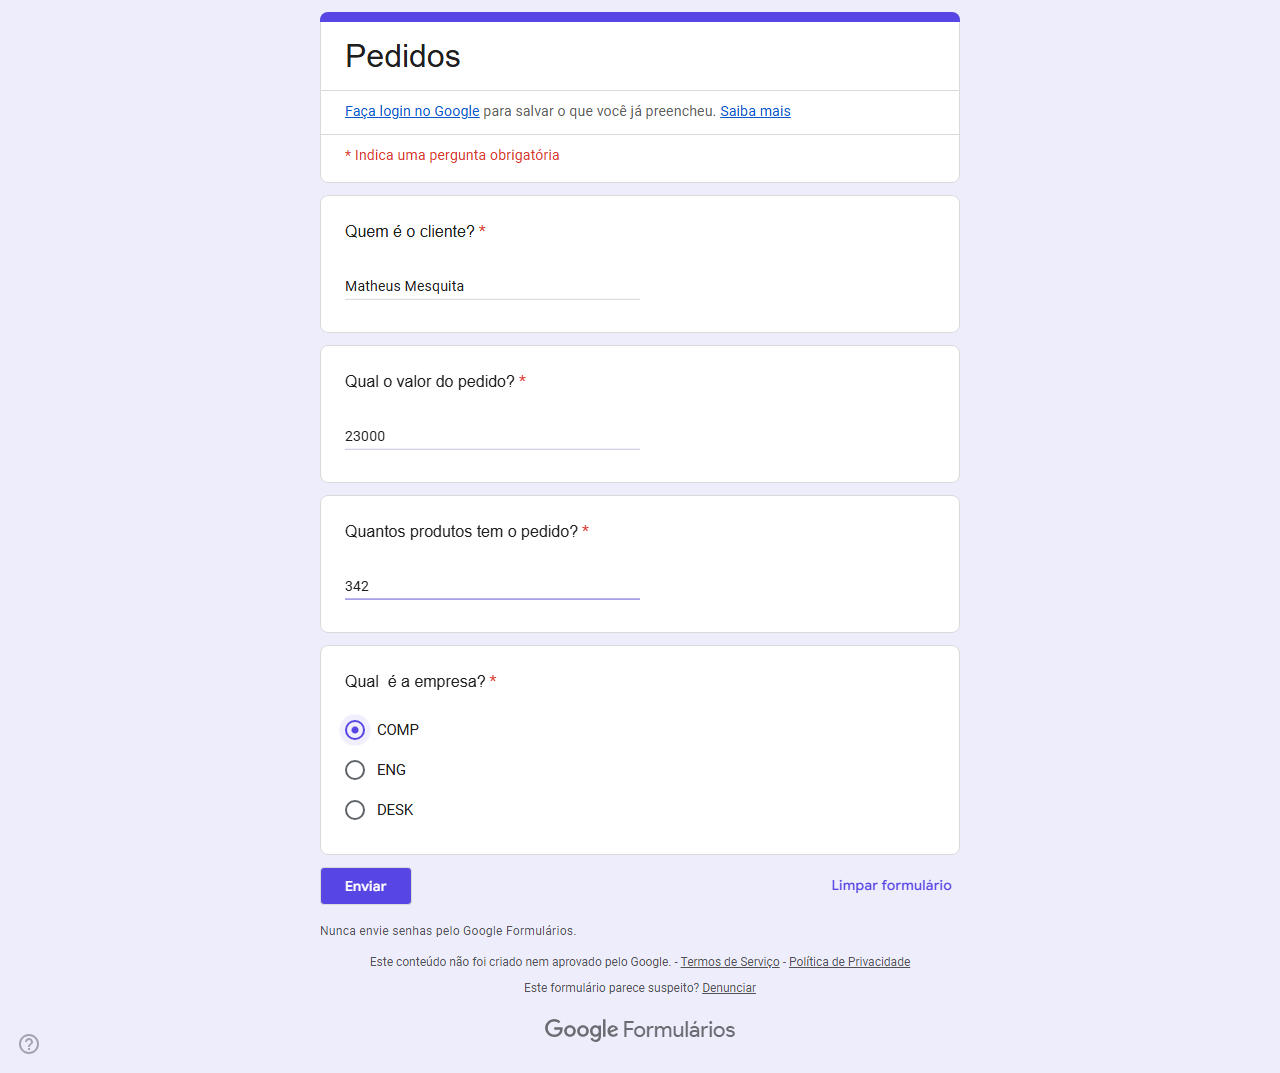 Pedidos
Faça login no Google para salvar o que você já preencheu. Saiba mais
* Indica uma pergunta obrigatória
Quem é o cliente? *
Matheus Mesquita
Qual o valor do pedido? *
23000
Quantos produtos tem o pedido? *
342
Qual  é a empresa? *
COMP
ENG
DESK
Enviar
Limpar formulário
Nunca envie senhas pelo Google Formulários.
Este conteúdo não foi criado nem aprovado pelo Google. - Termos de Serviço - Política de Privacidade
Este formulário parece suspeito? Denunciar
Google Formulários